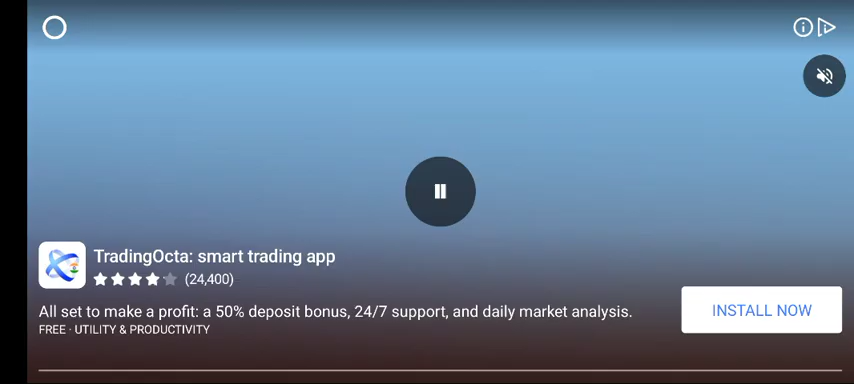 TradingOcta: smart trading app
(24,400)
All set to make a profit: a 50% deposit bonus, 24/7 support, and daily market analysis.
FREE · UTILITY & PRODUCTIVITY
INSTALL NOW